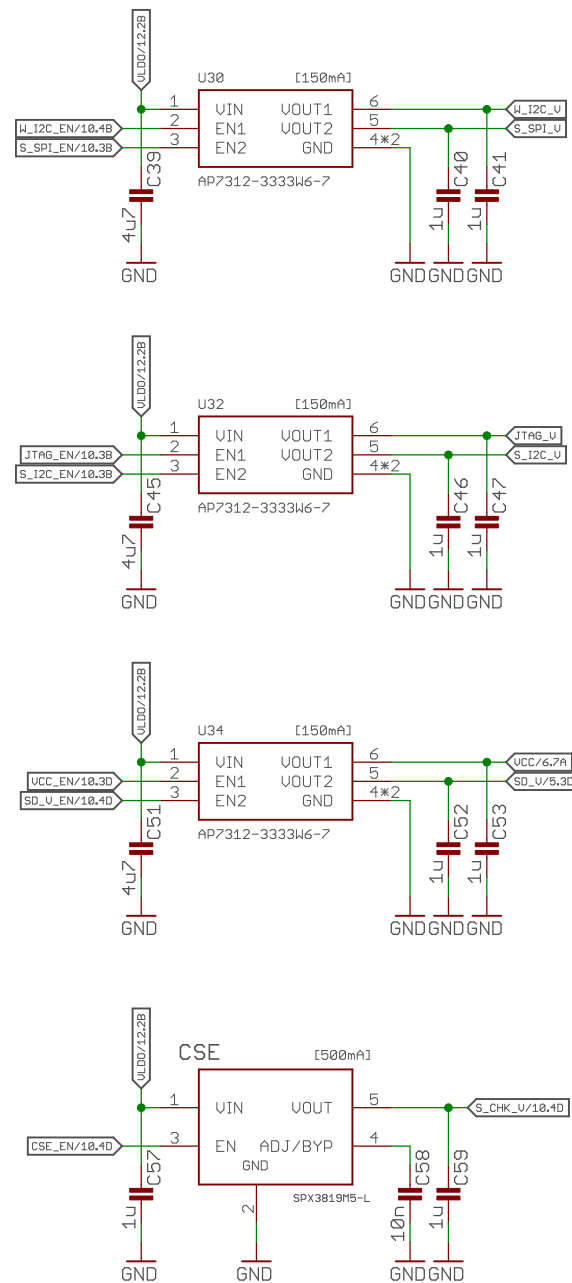 VLDO/12.2B
U30 [150mA]
1 VIN VOUT1 6 W_I2C_V
W_I2C_EN/10.4B 2 EN1 VOUT2 5 S_SPI_V
S_SPI_EN/10.3B 3 EN2 GND 4*2
AP7312-3333W6-7
C39 4u7
C40 1u
C41 1u
GND GND GND GND
VLDO/12.2B
U32 [150mA]
1 VIN VOUT1 6 JTAG_V
JTAG_EN/10.3B 2 EN1 VOUT2 5 S_I2C_V
S_I2C_EN/10.3B 3 EN2 GND 4*2
AP7312-3333W6-7
C45 4u7
C46 1u
C47 1u
GND GND GND GND
VLDO/12.2B
U34 [150mA]
1 VIN VOUT1 6 VCC/6.7A
VCC_EN/10.3D 2 EN1 VOUT2 5 SD_V/5.3D
SD_V_EN/10.4D 3 EN2 GND 4*2
AP7312-3333W6-7
C51 4u7
C52 1u
C53 1u
GND GND GND GND
VLDO/12.2B
CSE [500mA]
1 VIN VOUT 5 S_CHK_V/10.4D
CSE_EN/10.4D 3 EN ADJ/BYP 4
GND
2 SPX3819M5-L
C57 1u
C58 10n
C59 1u
GND GND GND GND